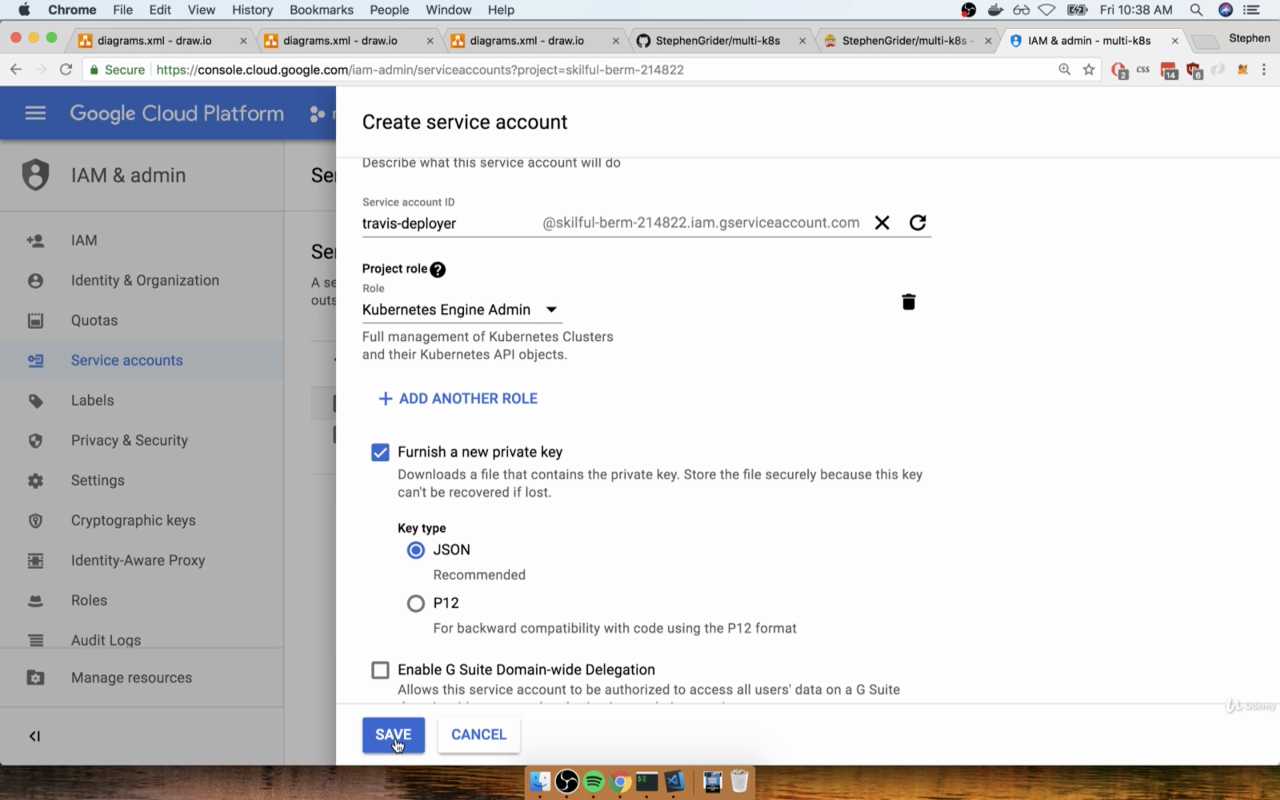 Chrome File Edit View History Bookmarks People Window Help Fri 10:38 AM
diagrams.xml - draw.io diagrams.xml - draw.io diagrams.xml - draw.io StephenGrider/multi-k8s StephenGrider/multi-k8s - IAM & admin - multi-k8s Stephen
Secure https://console.cloud.google.com/iam-admin/serviceaccounts?project=skilful-berm-214822 2 CSS 14 6
Google Cloud Platform
Create service account
Describe what this service account will do
IAM & admin
Ser
Service account ID
travis-deployer @skilful-berm-214822.iam.gserviceaccount.com
IAM
Ser
Identity & Organization
A se
outs
Project role ?
Role
Kubernetes Engine Admin
Full management of Kubernetes Clusters
and their Kubernetes API objects.
Quotas
Service accounts
Labels
+ ADD ANOTHER ROLE
Privacy & Security
Furnish a new private key
Downloads a file that contains the private key. Store the file securely because this key
can't be recovered if lost.
Settings
Cryptographic keys
Key type
JSON
Recommended
Identity-Aware Proxy
Roles
P12
For backward compatibility with code using the P12 format
Audit Logs
Enable G Suite Domain-wide Delegation
Allows this service account to be authorized to access all users' data on a G Suite
Manage resources
SAVE CANCEL
Udemy